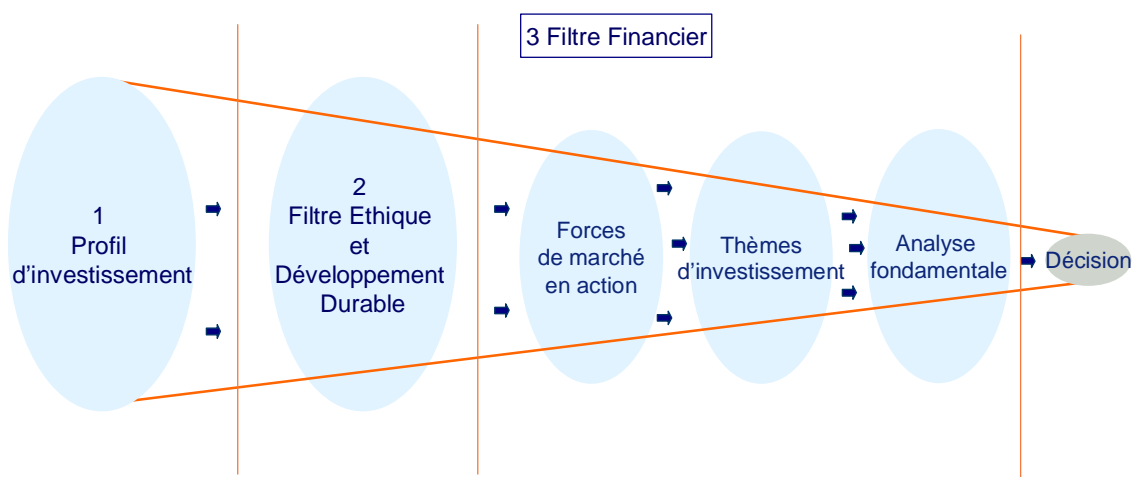 3 Filtre Financier
1
Profil
d'investissement
2
Filtre Ethique
et
Développement
Durable
Forces
de marché
en action
Thèmes
d'investissement
Analyse
fondamentale
Décision